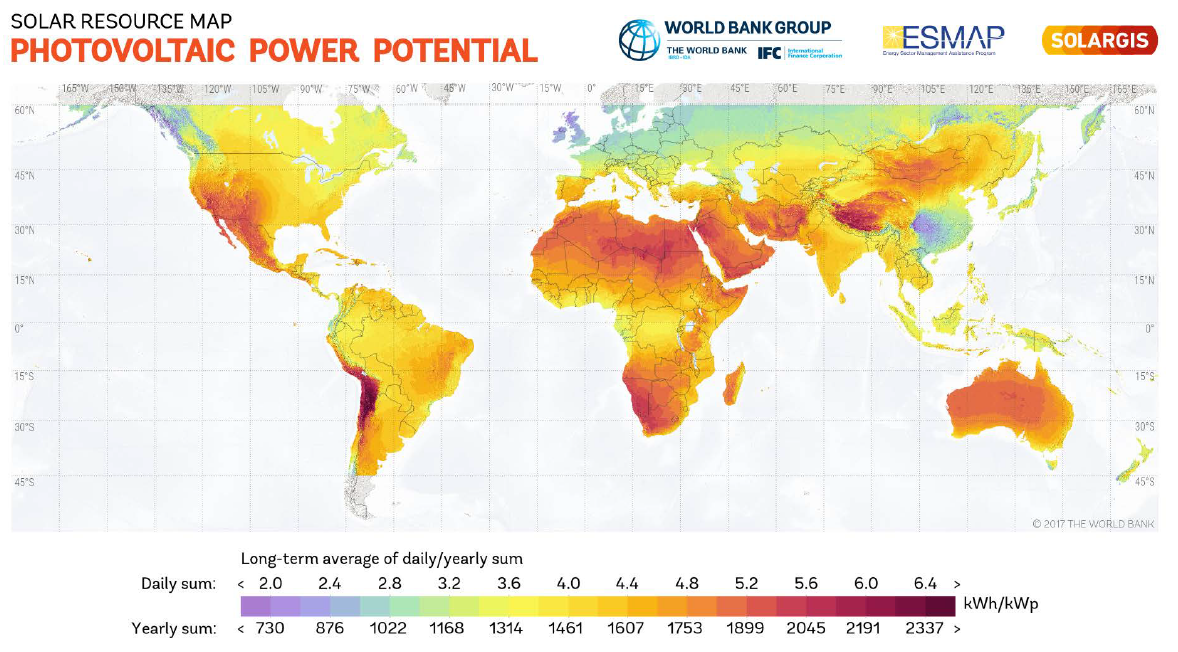 SOLAR RESOURCE MAP
PHOTOVOLTAIC POWER POTENTIAL
WORLD BANK GROUP
THE WORLD BANK
IFC International Finance Corporation
ESMAP
Energy Sector Management Assistance Program
SOLARGIS
165°W 150°W 135°W 120°W 105°W 90°W 75°W 60°W 45°W 30°W 15°W 0° 15°E 30°E 45°E 60°E 75°E 90°E 105°E 120°E 135°E 150°E 165°E
60°N 60°N
45°N 45°N
30°N 30°N
15°N 15°N
0° 0°
15°S 15°S
30°S 30°S
45°S 45°S
© 2017 THE WORLD BANK
Long-term average of daily/yearly sum
Daily sum: < 2.0 2.4 2.8 3.2 3.6 4.0 4.4 4.8 5.2 5.6 6.0 6.4 >
kWh/kWp
Yearly sum: < 730 876 1022 1168 1314 1461 1607 1753 1899 2045 2191 2337 >